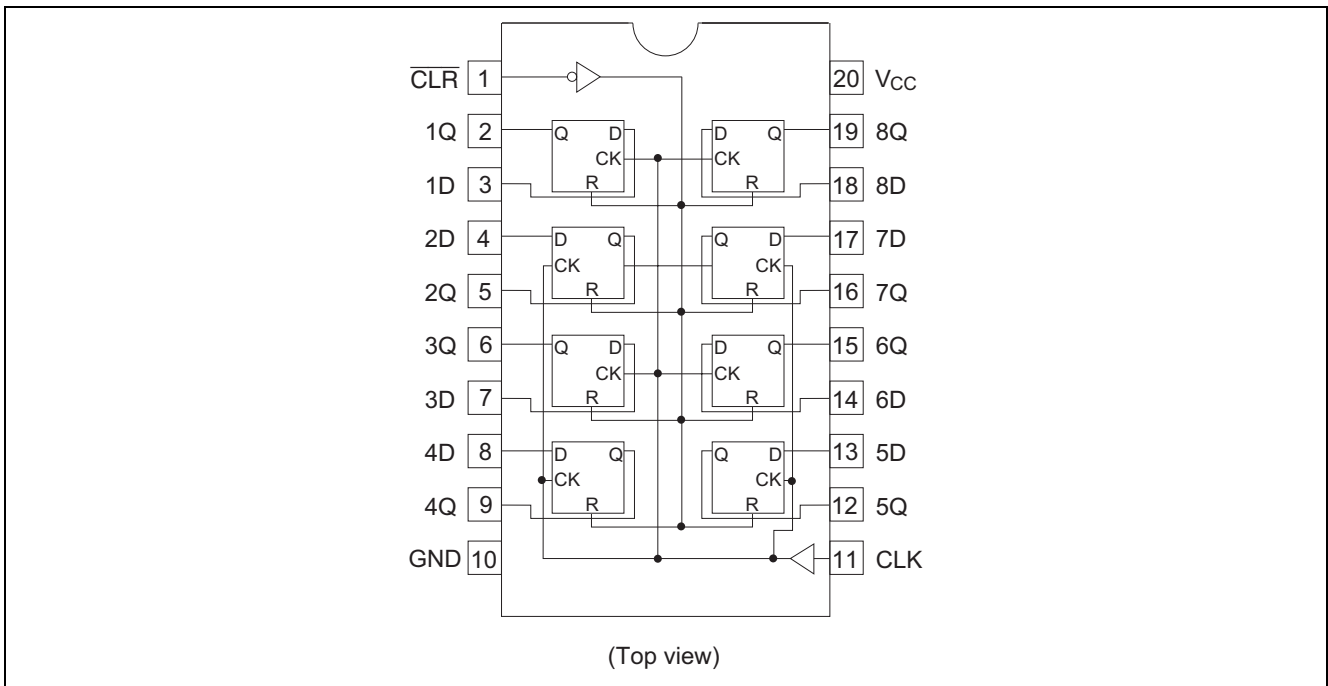 C̅L̅R̅ 1 20 VCC
1Q 2 Q D D Q 19 8Q
CK CK
1D 3 R R 18 8D
2D 4 D Q Q D 17 7D
CK CK
2Q 5 R R 16 7Q
3Q 6 Q D D Q 15 6Q
CK CK
3D 7 R R 14 6D
4D 8 D Q Q D 13 5D
CK CK
4Q 9 R R 12 5Q
GND 10 11 CLK
(Top view)